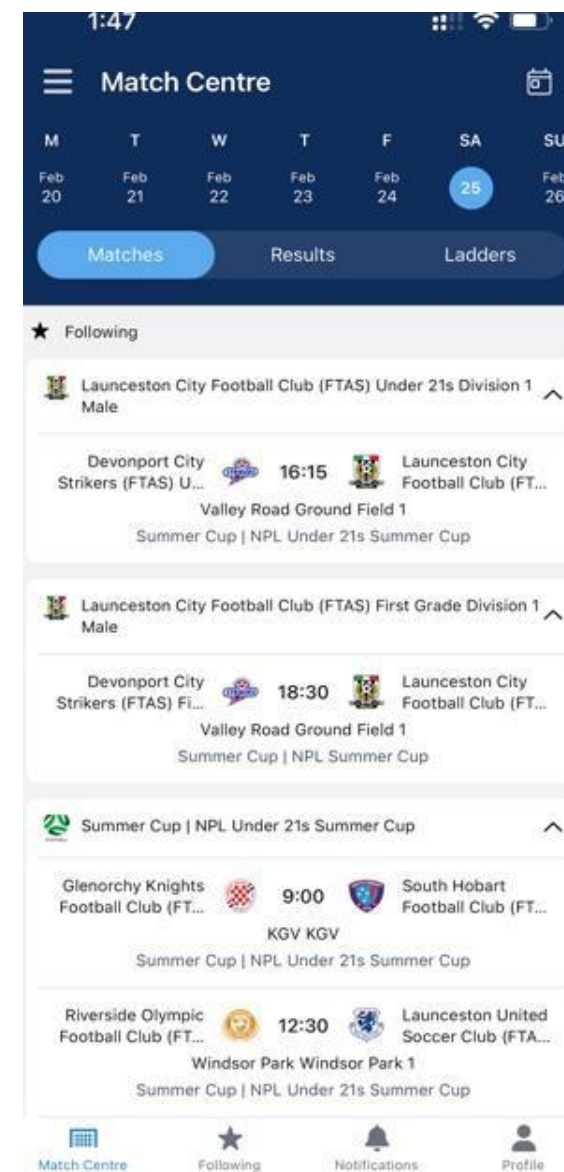 1:47
Match Centre
M T W T F SA SU
Feb Feb Feb Feb Feb Feb
20 21 22 23 24 25 26
Matches Results Ladders
Following
Launceston City Football Club (FTAS) Under 21s Division 1
Male
Devonport City Launceston City
Strikers (FTAS) U... 16:15 Football Club (FT...
Valley Road Ground Field 1
Summer Cup | NPL Under 21s Summer Cup
Launceston City Football Club (FTAS) First Grade Division 1
Male
Devonport City Launceston City
Strikers (FTAS) Fi... 18:30 Football Club (FT...
Valley Road Ground Field 1
Summer Cup | NPL Summer Cup
Summer Cup | NPL Under 21s Summer Cup
Glenorchy Knights South Hobart
Football Club (FT... 9:00 Football Club (FT...
KGV KGV
Summer Cup | NPL Under 21s Summer Cup
Riverside Olympic Launceston United
Football Club (FT... 12:30 Soccer Club (FTA...
Windsor Park Windsor Park 1
Summer Cup | NPL Under 21s Summer Cup
Match Centre Following Notifications Profile